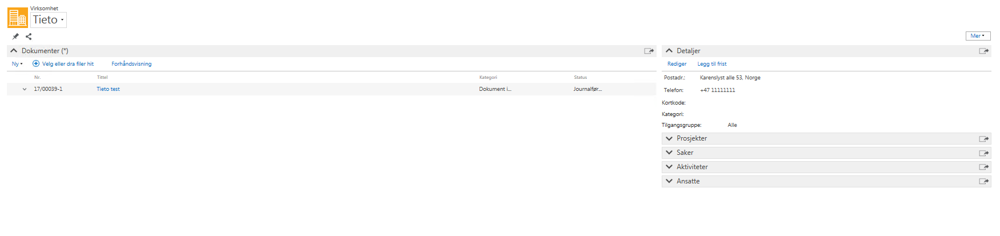 Virksomhet
Tieto
Mer
Dokumenter (*)
Ny
Velg eller dra filer hit
Forhåndsvisning
Nr. Tittel Kategori Status
17/00039-1 Tieto test Dokument i... Journalfør...
Detaljer
Rediger Legg til frist
Postadr.: Karenslyst alle 53, Norge
Telefon: +47 11111111
Kortkode:
Kategori:
Tilgangsgruppe: Alle
Prosjekter
Saker
Aktiviteter
Ansatte